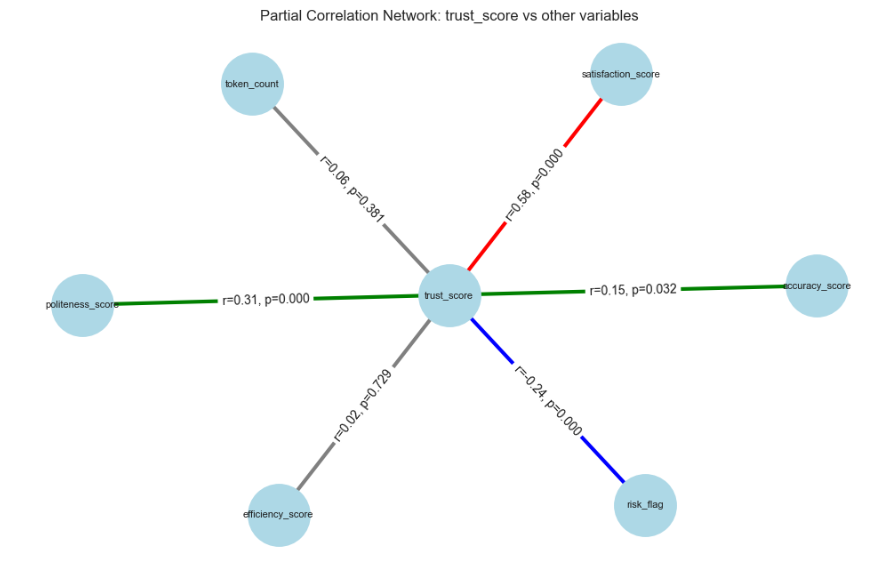 Partial Correlation Network: trust_score vs other variables
satisfaction_score
token_count
r=0.06, p=0.381
r=0.58, p=0.000
politeness_score
r=0.31, p=0.000
trust_score
r=0.15, p=0.032
accuracy_score
r=0.02, p=0.729
r=-0.24, p=0.000
efficiency_score
risk_flag